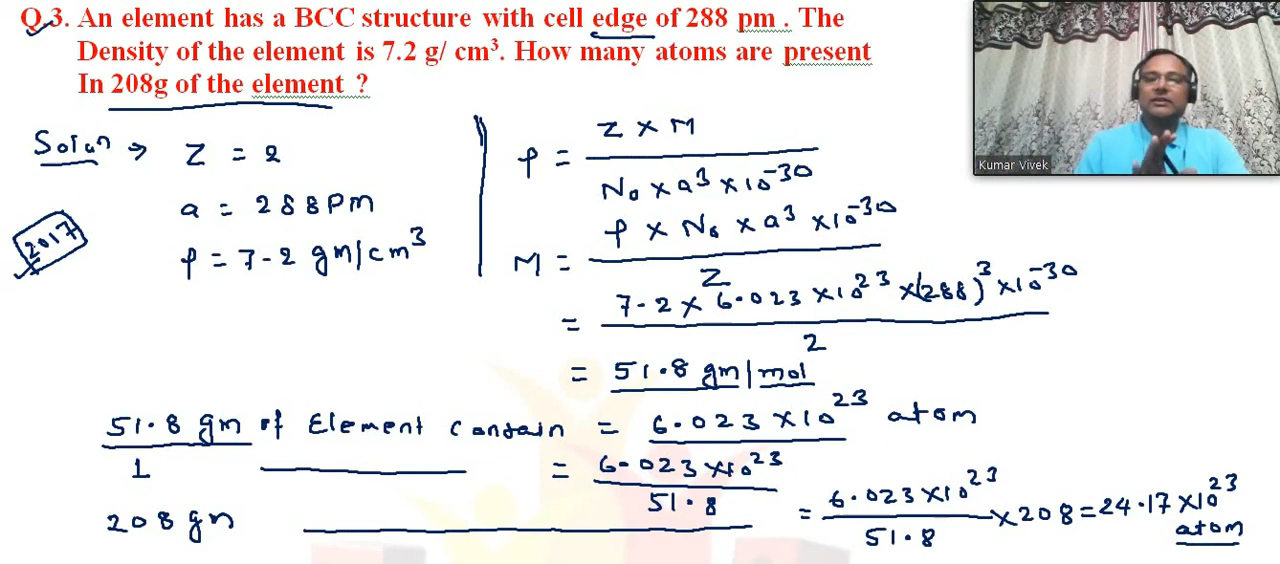 Q.3. An element has a BCC structure with cell edge of 288 pm . The
Density of the element is 7.2 g/ cm³. How many atoms are present
In 208g of the element ?
Kumar Vivek
Solun → Z = 2
a = 288 Pm
ρ = 7.2 gm/cm³
2017
ρ = Z × M / N₀ × a³ × 10⁻³⁰
M = ρ × N₀ × a³ × 10⁻³⁰ / Z
= 7.2 × 6.023 × 10²³ × (288)³ × 10⁻³⁰ / 2
= 51.8 gm/mol
51.8 gm of Element contain = 6.023 × 10²³ atom
1 = 6.023 × 10²³ / 51.8
208 gm = 6.023 × 10²³ / 51.8 × 208 = 24.17 × 10²³ atom